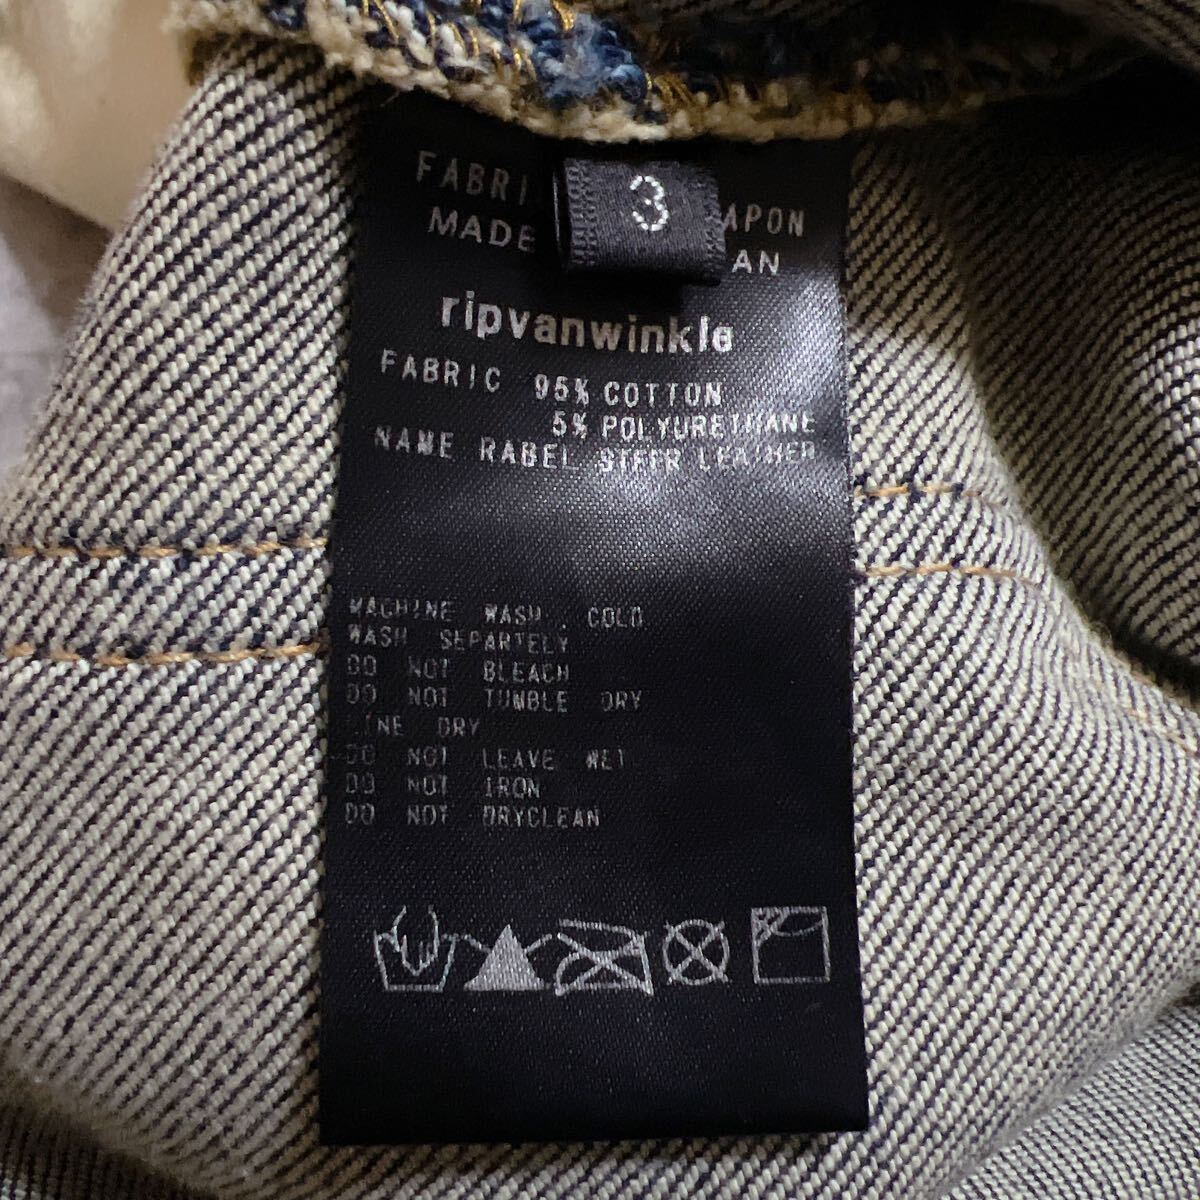 3
FABRI APON
MADE AN
ripvanwinkle
FABRIC 95% COTTON
5% POLYURETHANE
NAME RABEL STEER LEATHER
MACHINE WASH. COLD
WASH SEPARTELY
DO NOT BLEACH
DO NOT TUMBLE DRY
LINE DRY
DO NOT LEAVE WET
DO NOT IRON
DO NOT DRYCLEAN